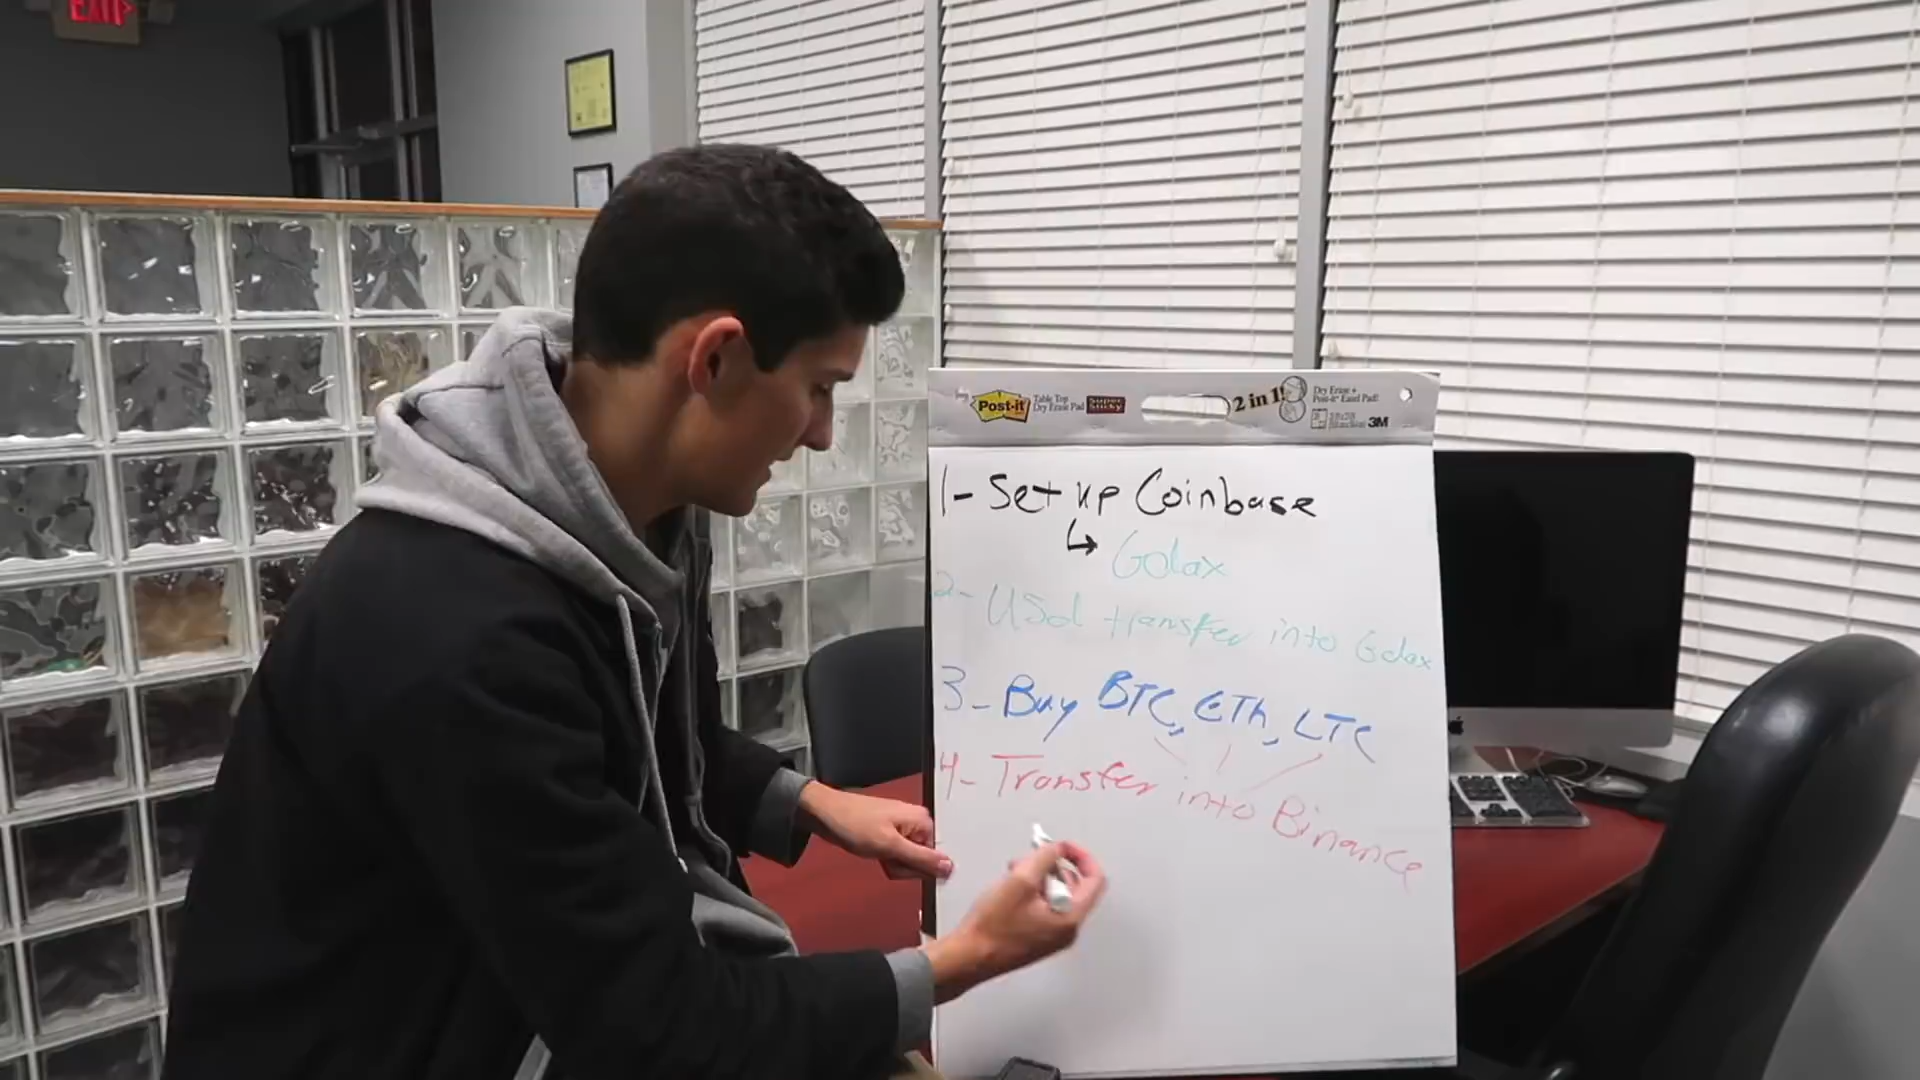 EXIT
Post-it Table Top Dry Erase Pad Super Sticky 2 in 1! Dry Erase + Post-it Easel Pad! 3M
1- Set up Coinbase
↳ Gdax
2- USd transfer into Gdax
3- Buy BTC, ETh, LTC
4- Transfer into Binance